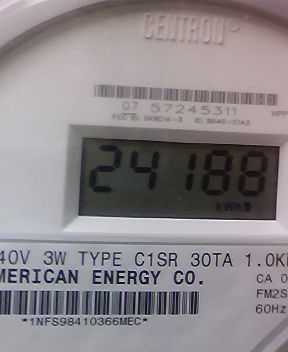 CENTRON®
07 57245311
24188
kWh
40V 3W TYPE C1SR 30TA 1.0K
MERICAN ENERGY CO.
CA 0
FM2S
60Hz
*1NFS98410366MEC*